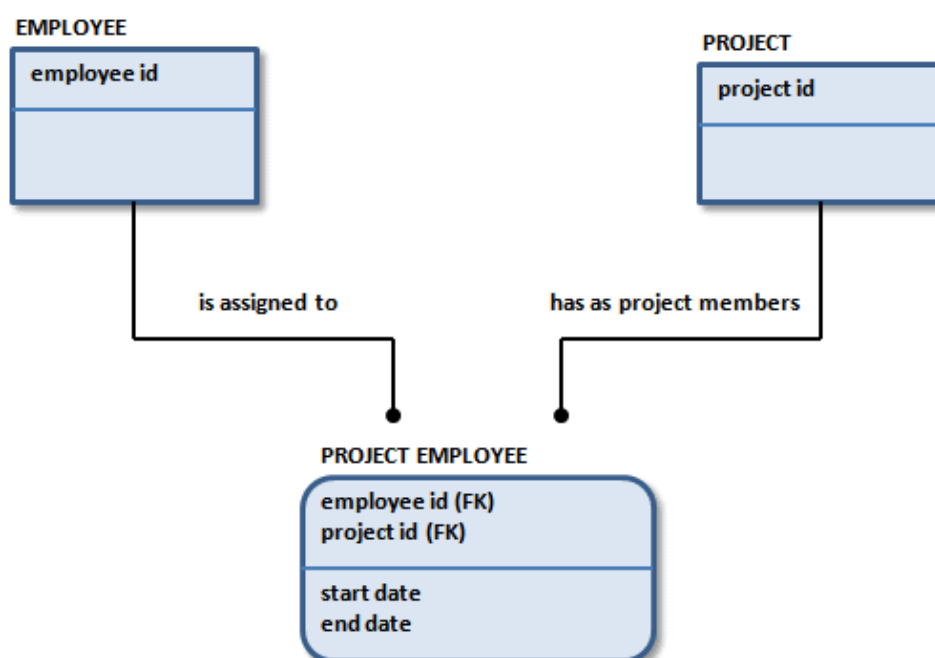 EMPLOYEE
employee id
PROJECT
project id
is assigned to
has as project members
PROJECT EMPLOYEE
employee id (FK)
project id (FK)
start date
end date